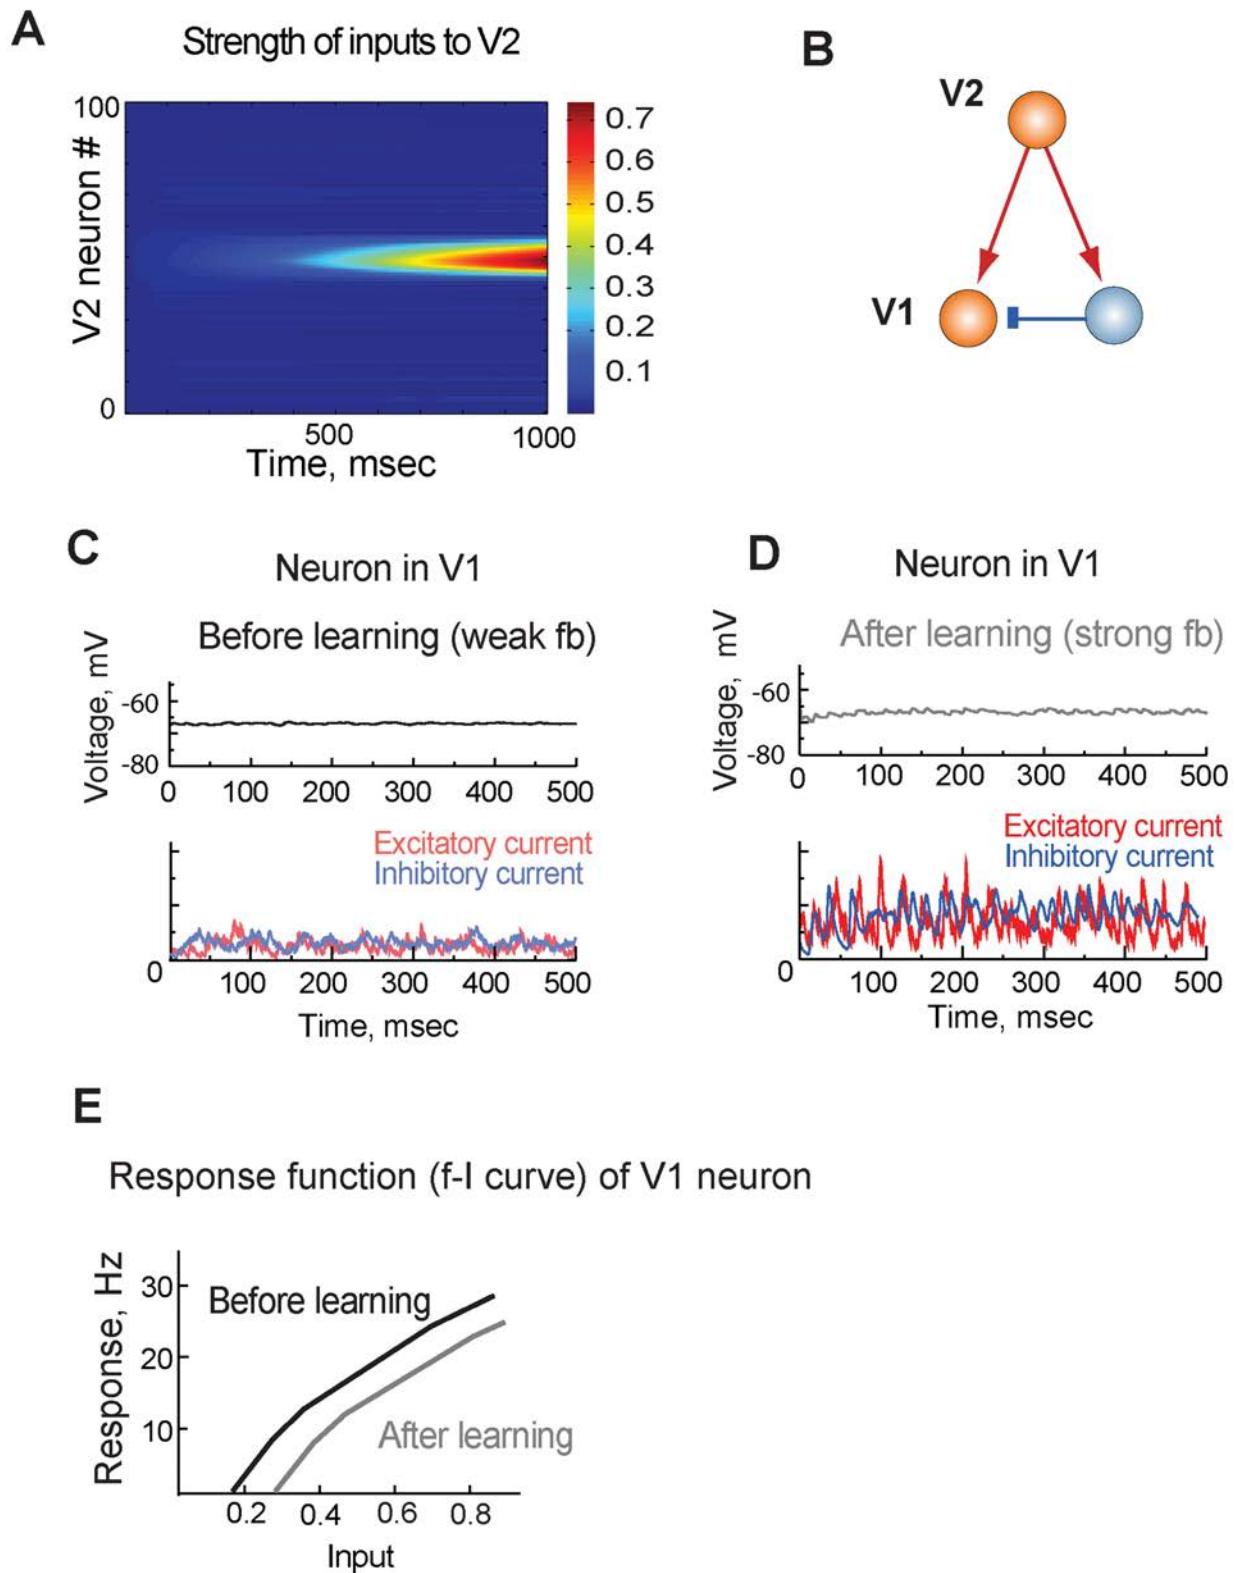 A
Strength of inputs to V2
100
V2 neuron #
0
500
1000
Time, msec
0.7
0.6
0.5
0.4
0.3
0.2
0.1
B
V2
V1
C
Neuron in V1
Before learning (weak fb)
Voltage, mV
-60
-80
0 100 200 300 400 500
Excitatory current
Inhibitory current
0
100 200 300 400 500
Time, msec
D
Neuron in V1
After learning (strong fb)
Voltage, mV
-60
-80
0 100 200 300 400 500
Excitatory current
Inhibitory current
0
100 200 300 400 500
Time, msec
E
Response function (f-I curve) of V1 neuron
Response, Hz
30
20
10
Before learning
After learning
0.2 0.4 0.6 0.8
Input